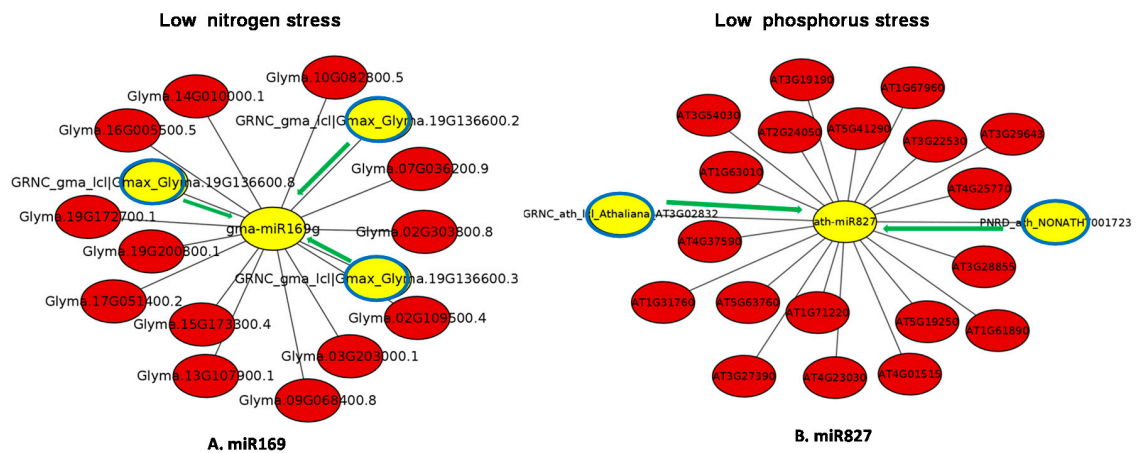 Low nitrogen stress
Glyma.10G082800.5
Glyma.14G010000.1
GRNC_gma_lcl|Gmax_Glyma.19G136600.2
Glyma.16G005500.5
Glyma.07G036200.9
GRNC_gma_lcl|Gmax_Glyma.19G136600.8
Glyma.19G172700.1
gma-miR169g
Glyma.02G303800.8
Glyma.19G200800.1
GRNC_gma_lcl|Gmax_Glyma.19G136600.3
Glyma.17G051400.2
Glyma.02G109500.4
Glyma.15G173300.4
Glyma.03G203000.1
Glyma.13G107900.1
Glyma.09G068400.8
A. miR169
Low phosphorus stress
AT3G19190
AT1G67960
AT3G54030
AT2G24050
AT5G41290
AT3G22530
AT3G29643
AT1G63010
AT4G25770
GRNC_ath_lcl_Athaliana_AT3G02832
ath-miR827
PNRD_ath_NONATHT001723
AT4G37590
AT3G28855
AT1G31760
AT5G63760
AT1G71220
AT5G19250
AT1G61890
AT3G27390
AT4G23030
AT4G01515
B. miR827